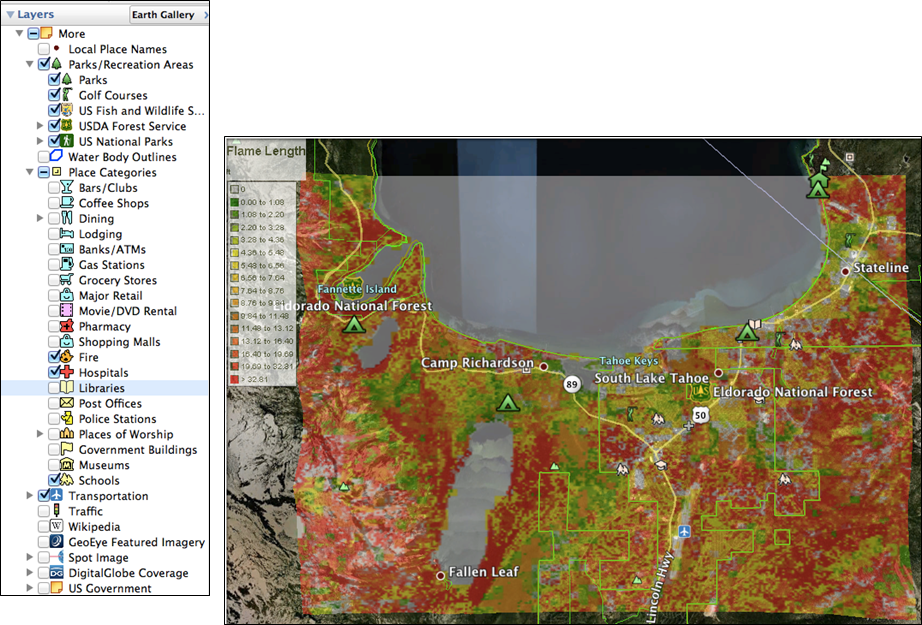 Layers
Earth Gallery
More
Local Place Names
Parks/Recreation Areas
Parks
Golf Courses
US Fish and Wildlife S...
USDA Forest Service
US National Parks
Water Body Outlines
Place Categories
Bars/Clubs
Coffee Shops
Dining
Lodging
Banks/ATMs
Gas Stations
Grocery Stores
Major Retail
Movie/DVD Rental
Pharmacy
Shopping Malls
Fire
Hospitals
Libraries
Post Offices
Police Stations
Places of Worship
Government Buildings
Museums
Schools
Transportation
Traffic
Wikipedia
GeoEye Featured Imagery
Spot Image
DigitalGlobe Coverage
US Government
Flame Length
ft
0
0.00 to 1.08
1.08 to 2.20
2.20 to 3.28
3.28 to 4.36
4.36 to 5.48
5.48 to 6.56
6.56 to 7.64
7.64 to 8.76
8.76 to 9.84
9.84 to 11.48
11.48 to 13.12
13.12 to 16.40
16.40 to 19.69
19.69 to 32.81
> 32.81
Stateline
Fannette Island
Eldorado National Forest
Tahoe Keys
Camp Richardson
89
South Lake Tahoe
Eldorado National Forest
50
Fallen Leaf
Lincoln Hwy